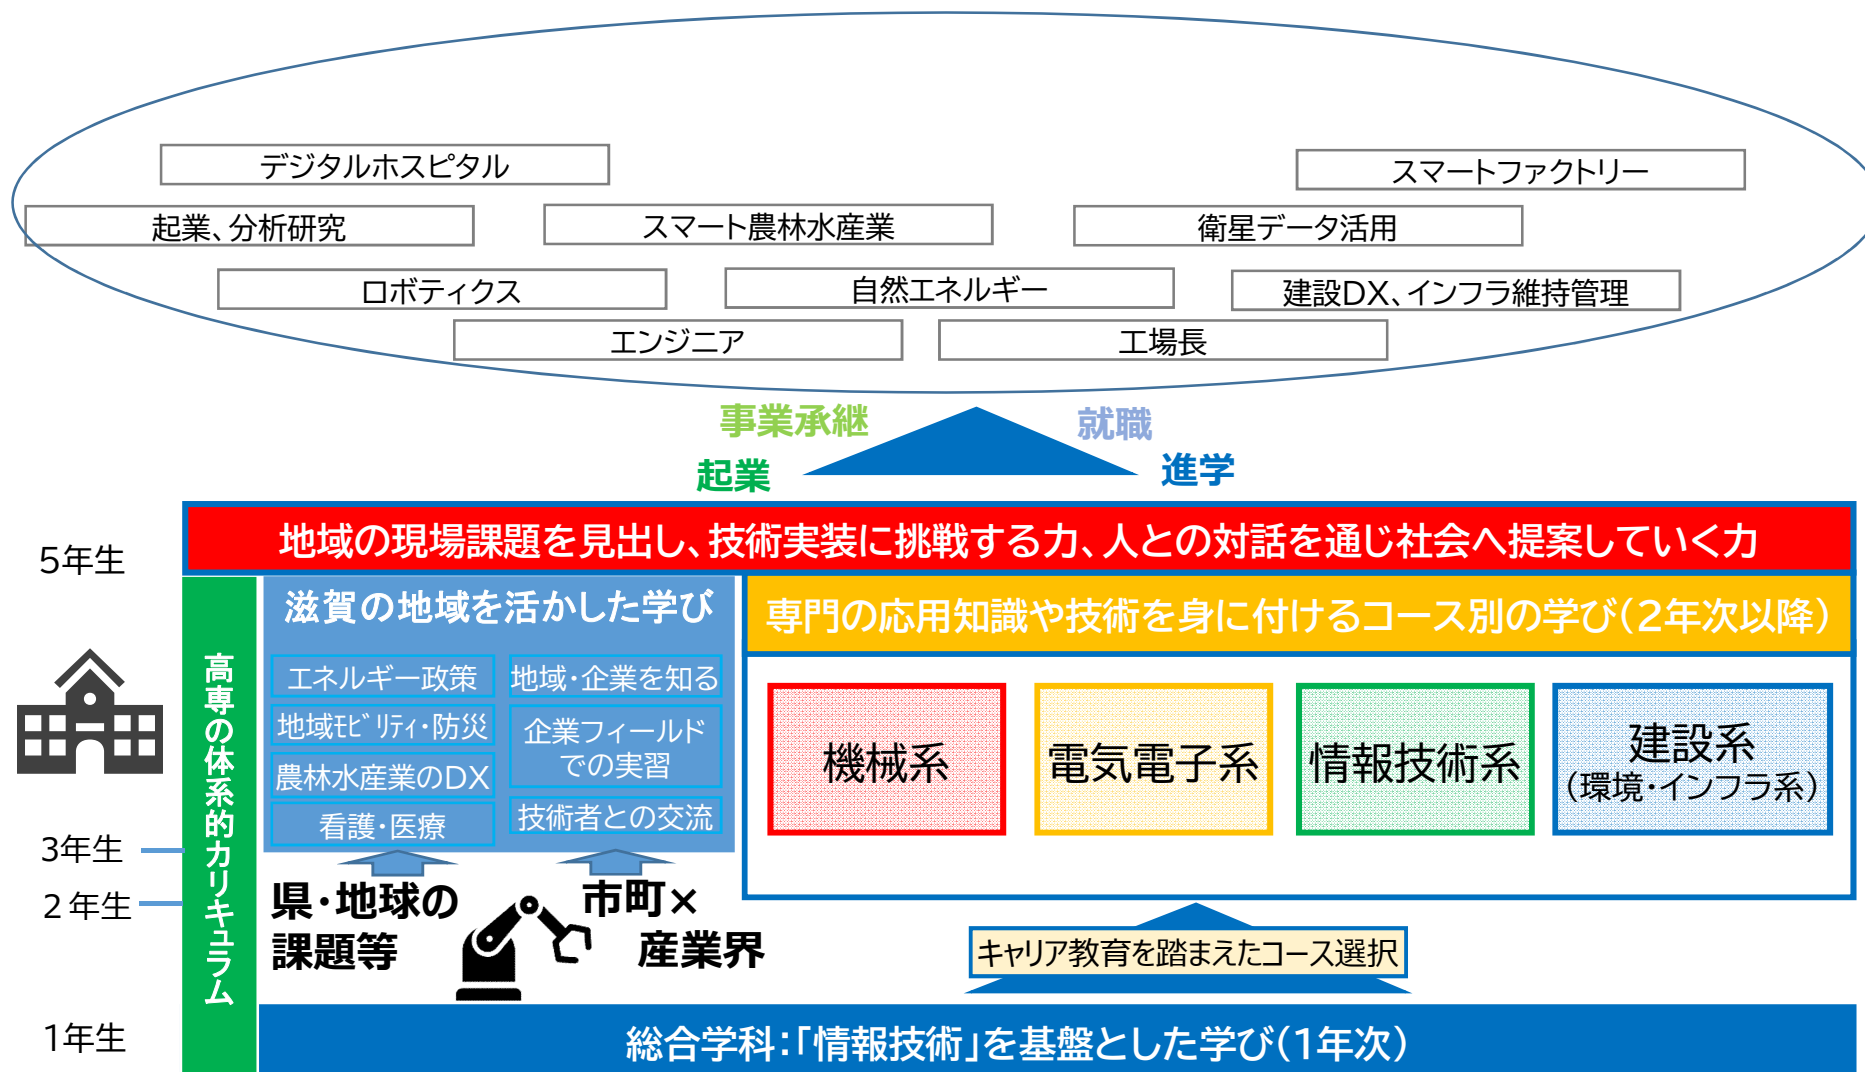 デジタルホスピタル
スマートファクトリー
起業、分析研究
スマート農林水産業
衛星データ活用
ロボティクス
自然エネルギー
建設DX、インフラ維持管理
エンジニア
工場長
事業承継
就職
起業
進学
5年生
地域の現場課題を見出し、技術実装に挑戦する力、人との対話を通じ社会へ提案していく力
高専の体系的カリキュラム
滋賀の地域を活かした学び
エネルギー政策
地域・企業を知る
地域ﾓﾋﾞﾘﾃｨ・防災
企業フィールド
での実習
農林水産業のDX
看護・医療
技術者との交流
専門の応用知識や技術を身に付けるコース別の学び(2年次以降)
機械系
電気電子系
情報技術系
建設系
(環境・インフラ系)
3年生
2年生
県・地球の
課題等
市町×
産業界
キャリア教育を踏まえたコース選択
1年生
総合学科:「情報技術」を基盤とした学び(1年次)